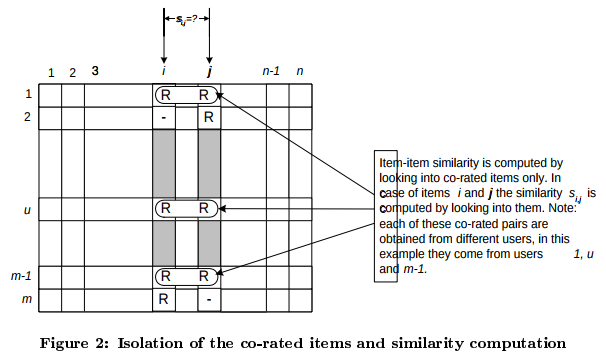 s i,j =?
1 2 3 i j n-1 n
1 R R
2 - R
u R R
m-1 R R
m R -
Item-item similarity is computed by
looking into co-rated items only. In
case of items i and j the similarity s i,j is
computed by looking into them. Note:
each of these co-rated pairs are
obtained from different users, in this
example they come from users 1, u
and m-1.
Figure 2: Isolation of the co-rated items and similarity computation